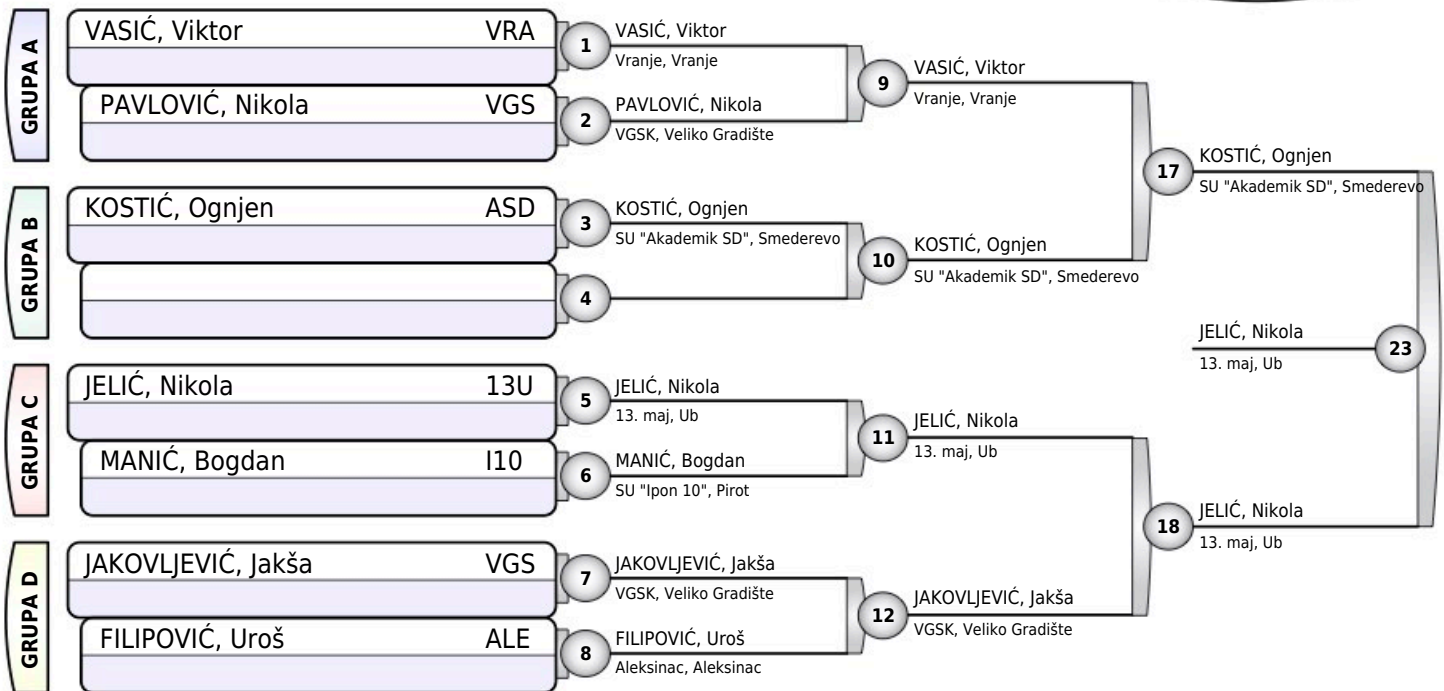 GRUPA A
VASIĆ, Viktor VRA
PAVLOVIĆ, Nikola VGS
GRUPA B
KOSTIĆ, Ognjen ASD
GRUPA C
JELIĆ, Nikola 13U
MANIĆ, Bogdan I10
GRUPA D
JAKOVLJEVIĆ, Jakša VGS
FILIPOVIĆ, Uroš ALE
1
VASIĆ, Viktor
Vranje, Vranje
2
PAVLOVIĆ, Nikola
VGSK, Veliko Gradište
3
KOSTIĆ, Ognjen
SU "Akademik SD", Smederevo
4
5
JELIĆ, Nikola
13. maj, Ub
6
MANIĆ, Bogdan
SU "Ipon 10", Pirot
7
JAKOVLJEVIĆ, Jakša
VGSK, Veliko Gradište
8
FILIPOVIĆ, Uroš
Aleksinac, Aleksinac
9
VASIĆ, Viktor
Vranje, Vranje
10
KOSTIĆ, Ognjen
SU "Akademik SD", Smederevo
11
JELIĆ, Nikola
13. maj, Ub
12
JAKOVLJEVIĆ, Jakša
VGSK, Veliko Gradište
17
KOSTIĆ, Ognjen
SU "Akademik SD", Smederevo
18
JELIĆ, Nikola
13. maj, Ub
JELIĆ, Nikola
13. maj, Ub
23